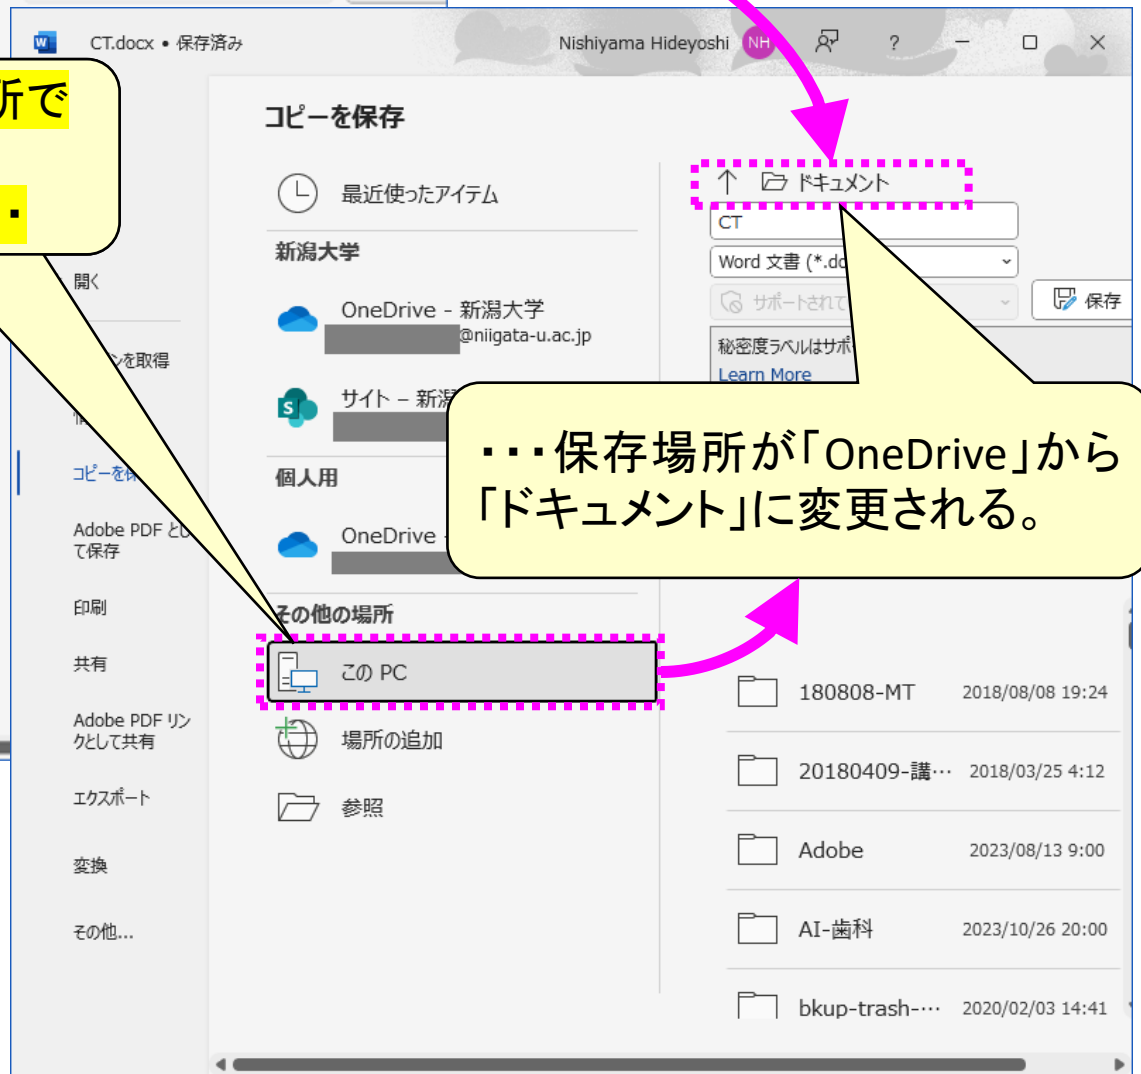 CT.docx • 保存済み
Nishiyama Hideyoshi
NH
?
所で
・
開く
を取得
コピーを
Adobe PDF と
て保存
印刷
共有
Adobe PDF リン
クとして共有
エクスポート
変換
その他...
コピーを保存
最近使ったアイテム
新潟大学
OneDrive - 新潟大学
@niigata-u.ac.jp
サイト – 新潟
個人用
OneDrive
その他の場所
この PC
場所の追加
参照
ドキュメント
CT
Word 文書 (*.do
サポートされて
保存
秘密度ラベルはサポ
Learn More
・・・保存場所が「OneDrive」から
「ドキュメント」に変更される。
180808-MT 2018/08/08 19:24
20180409-講… 2018/03/25 4:12
Adobe 2023/08/13 9:00
AI-歯科 2023/10/26 20:00
bkup-trash-… 2020/02/03 14:41